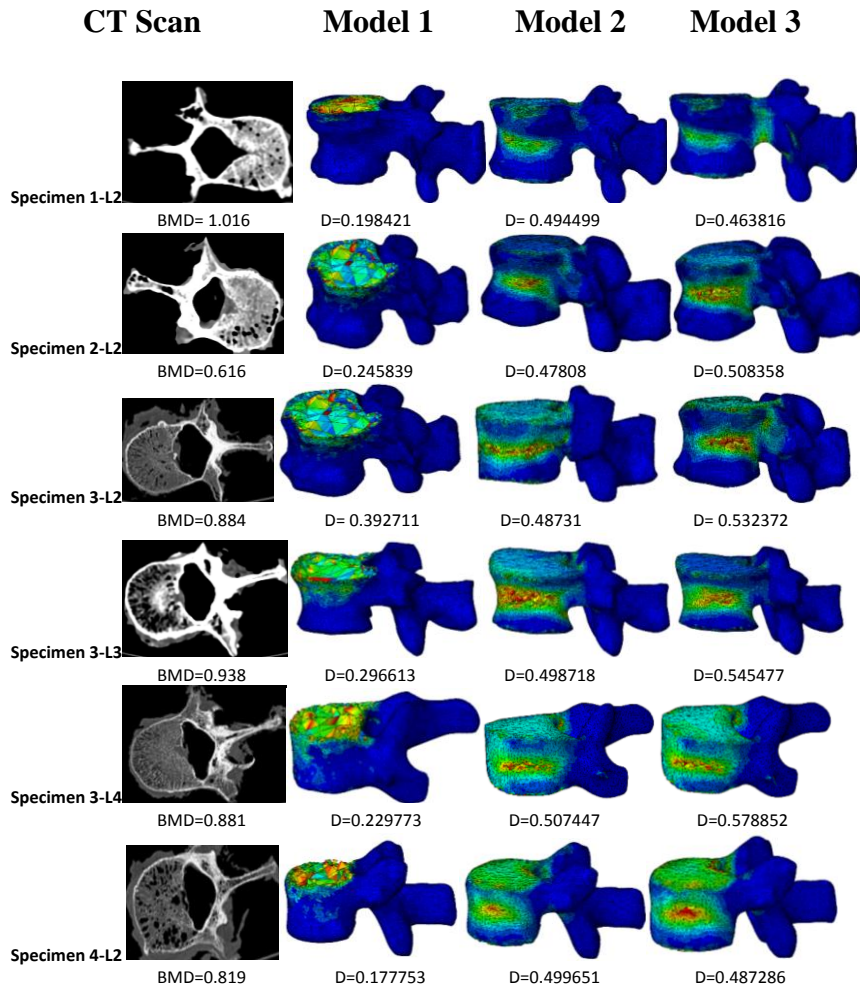 CT Scan Model 1 Model 2 Model 3
Specimen 1-L2
BMD= 1.016 D=0.198421 D= 0.494499 D=0.463816
Specimen 2-L2
BMD=0.616 D=0.245839 D=0.47808 D=0.508358
Specimen 3-L2
BMD=0.884 D= 0.392711 D=0.48731 D= 0.532372
Specimen 3-L3
BMD=0.938 D=0.296613 D=0.498718 D=0.545477
Specimen 3-L4
BMD=0.881 D=0.229773 D=0.507447 D=0.578852
Specimen 4-L2
BMD=0.819 D=0.177753 D=0.499651 D=0.487286